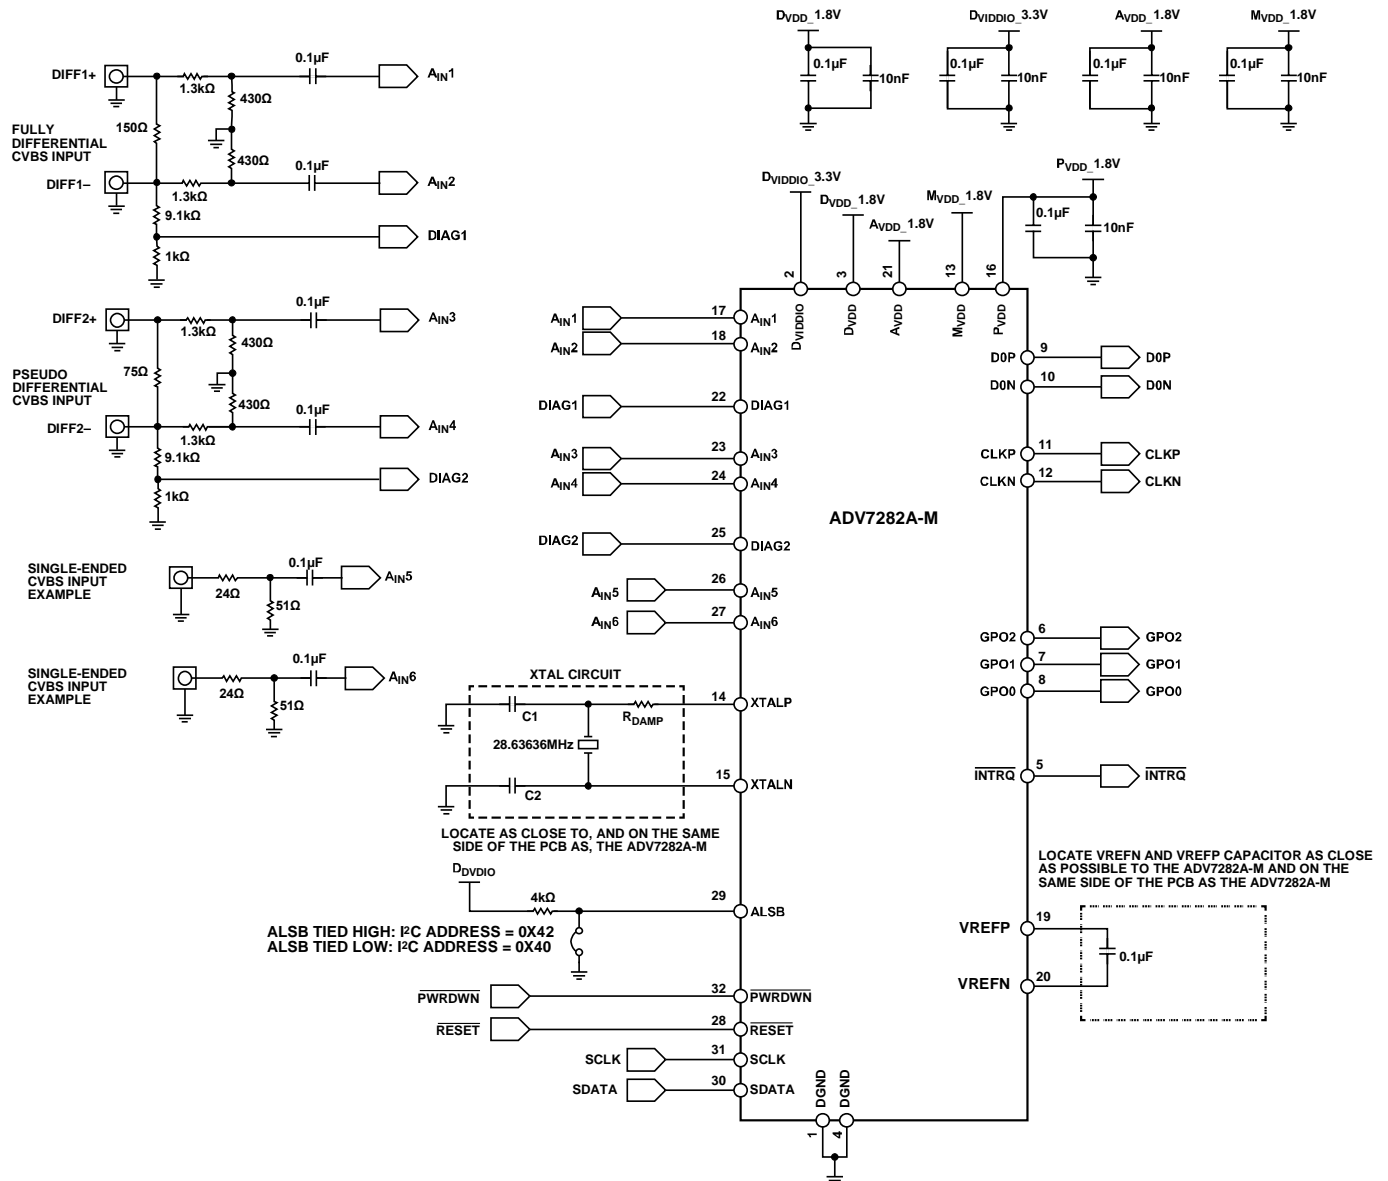 DVDD_1.8V
DVIDDIO_3.3V
AVDD_1.8V
MVDD_1.8V
0.1µF
10nF
0.1µF
10nF
0.1µF
10nF
0.1µF
10nF
DIFF1+
1.3kΩ
0.1µF
AIN1
430Ω
FULLY
DIFFERENTIAL
CVBS INPUT
150Ω
430Ω
0.1µF
DIFF1–
1.3kΩ
AIN2
9.1kΩ
DIAG1
1kΩ
DIFF2+
1.3kΩ
0.1µF
AIN3
430Ω
PSEUDO
DIFFERENTIAL
CVBS INPUT
75Ω
430Ω
0.1µF
DIFF2–
1.3kΩ
AIN4
9.1kΩ
DIAG2
1kΩ
SINGLE-ENDED
CVBS INPUT
EXAMPLE
24Ω
0.1µF
AIN5
51Ω
SINGLE-ENDED
CVBS INPUT
EXAMPLE
24Ω
0.1µF
AIN6
51Ω
DVIDDIO_3.3V
DVDD_1.8V
AVDD_1.8V
MVDD_1.8V
PVDD_1.8V
0.1µF
10nF
2
3
21
13
16
DVIDDIO
DVDD
AVDD
MVDD
PVDD
AIN1
17
AIN1
AIN2
18
AIN2
DIAG1
22
DIAG1
AIN3
23
AIN3
AIN4
24
AIN4
DIAG2
25
DIAG2
AIN5
26
AIN5
AIN6
27
AIN6
ADV7282A-M
D0P
9
D0P
D0N
10
D0N
CLKP
11
CLKP
CLKN
12
CLKN
GPO2
6
GPO2
GPO1
7
GPO1
GPO0
8
GPO0
INTRQ
5
INTRQ
XTAL CIRCUIT
C1
RDAMP
14
XTALP
28.63636MHz
C2
15
XTALN
LOCATE AS CLOSE TO, AND ON THE SAME
SIDE OF THE PCB AS, THE ADV7282A-M
DDVDIO
4kΩ
29
ALSB
ALSB TIED HIGH: I²C ADDRESS = 0X42
ALSB TIED LOW: I²C ADDRESS = 0X40
LOCATE VREFN AND VREFP CAPACITOR AS CLOSE
AS POSSIBLE TO THE ADV7282A-M AND ON THE
SAME SIDE OF THE PCB AS THE ADV7282A-M
VREFP
19
0.1µF
VREFN
20
PWRDWN
32
PWRDWN
RESET
28
RESET
SCLK
31
SCLK
SDATA
30
SDATA
DGND
DGND
1
4